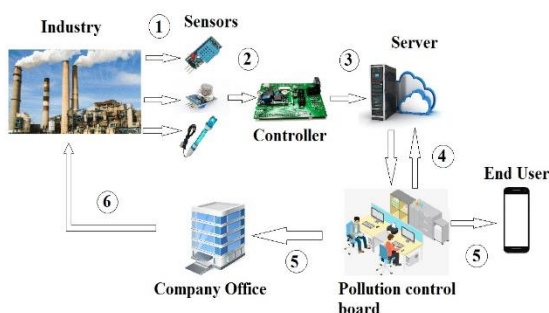 Industry
1
Sensors
2
3
Server
Controller
4
End User
6
5
5
Company Office
Pollution control
board